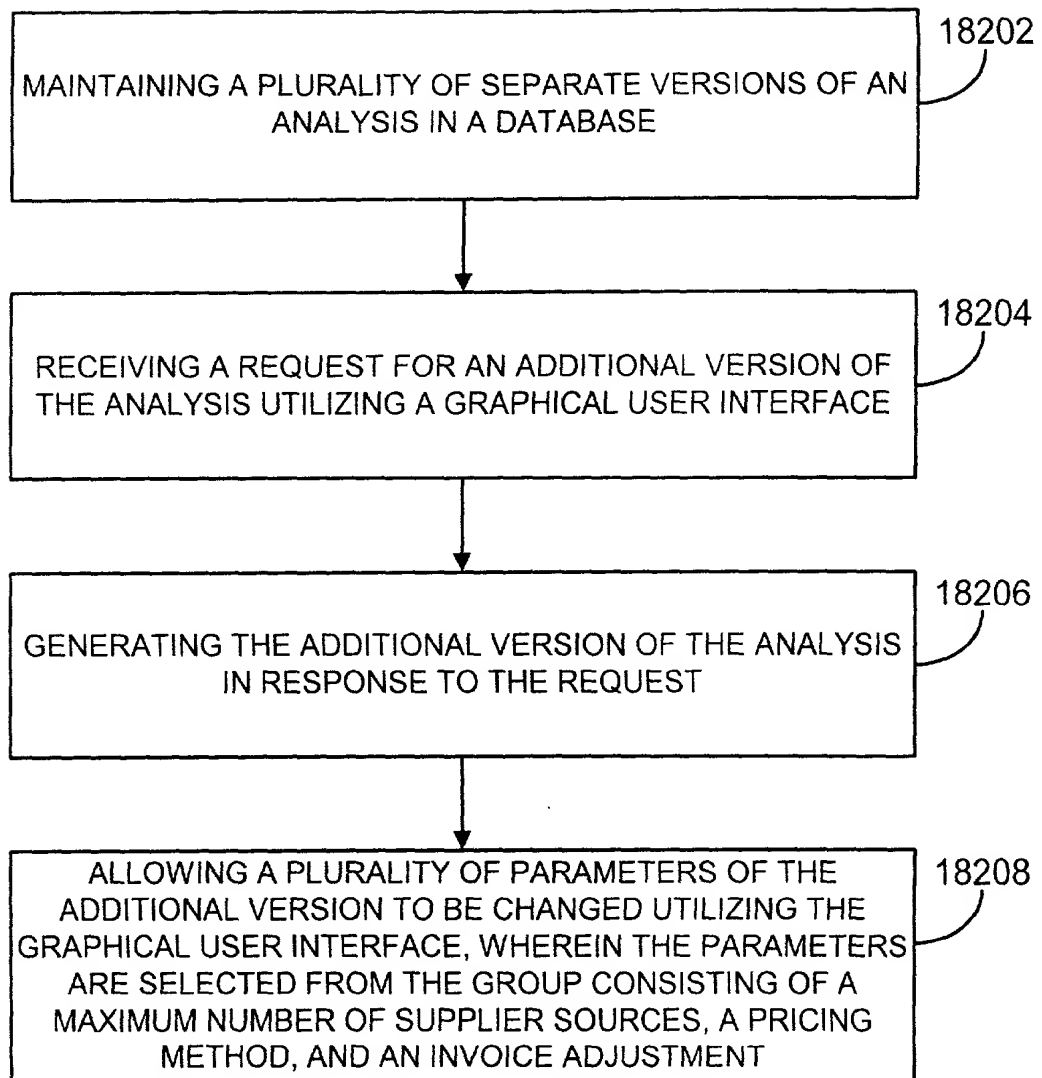 18202
MAINTAINING A PLURALITY OF SEPARATE VERSIONS OF AN
ANALYSIS IN A DATABASE
18204
RECEIVING A REQUEST FOR AN ADDITIONAL VERSION OF
THE ANALYSIS UTILIZING A GRAPHICAL USER INTERFACE
18206
GENERATING THE ADDITIONAL VERSION OF THE ANALYSIS
IN RESPONSE TO THE REQUEST
18208
ALLOWING A PLURALITY OF PARAMETERS OF THE
ADDITIONAL VERSION TO BE CHANGED UTILIZING THE
GRAPHICAL USER INTERFACE, WHEREIN THE PARAMETERS
ARE SELECTED FROM THE GROUP CONSISTING OF A
MAXIMUM NUMBER OF SUPPLIER SOURCES, A PRICING
METHOD, AND AN INVOICE ADJUSTMENT